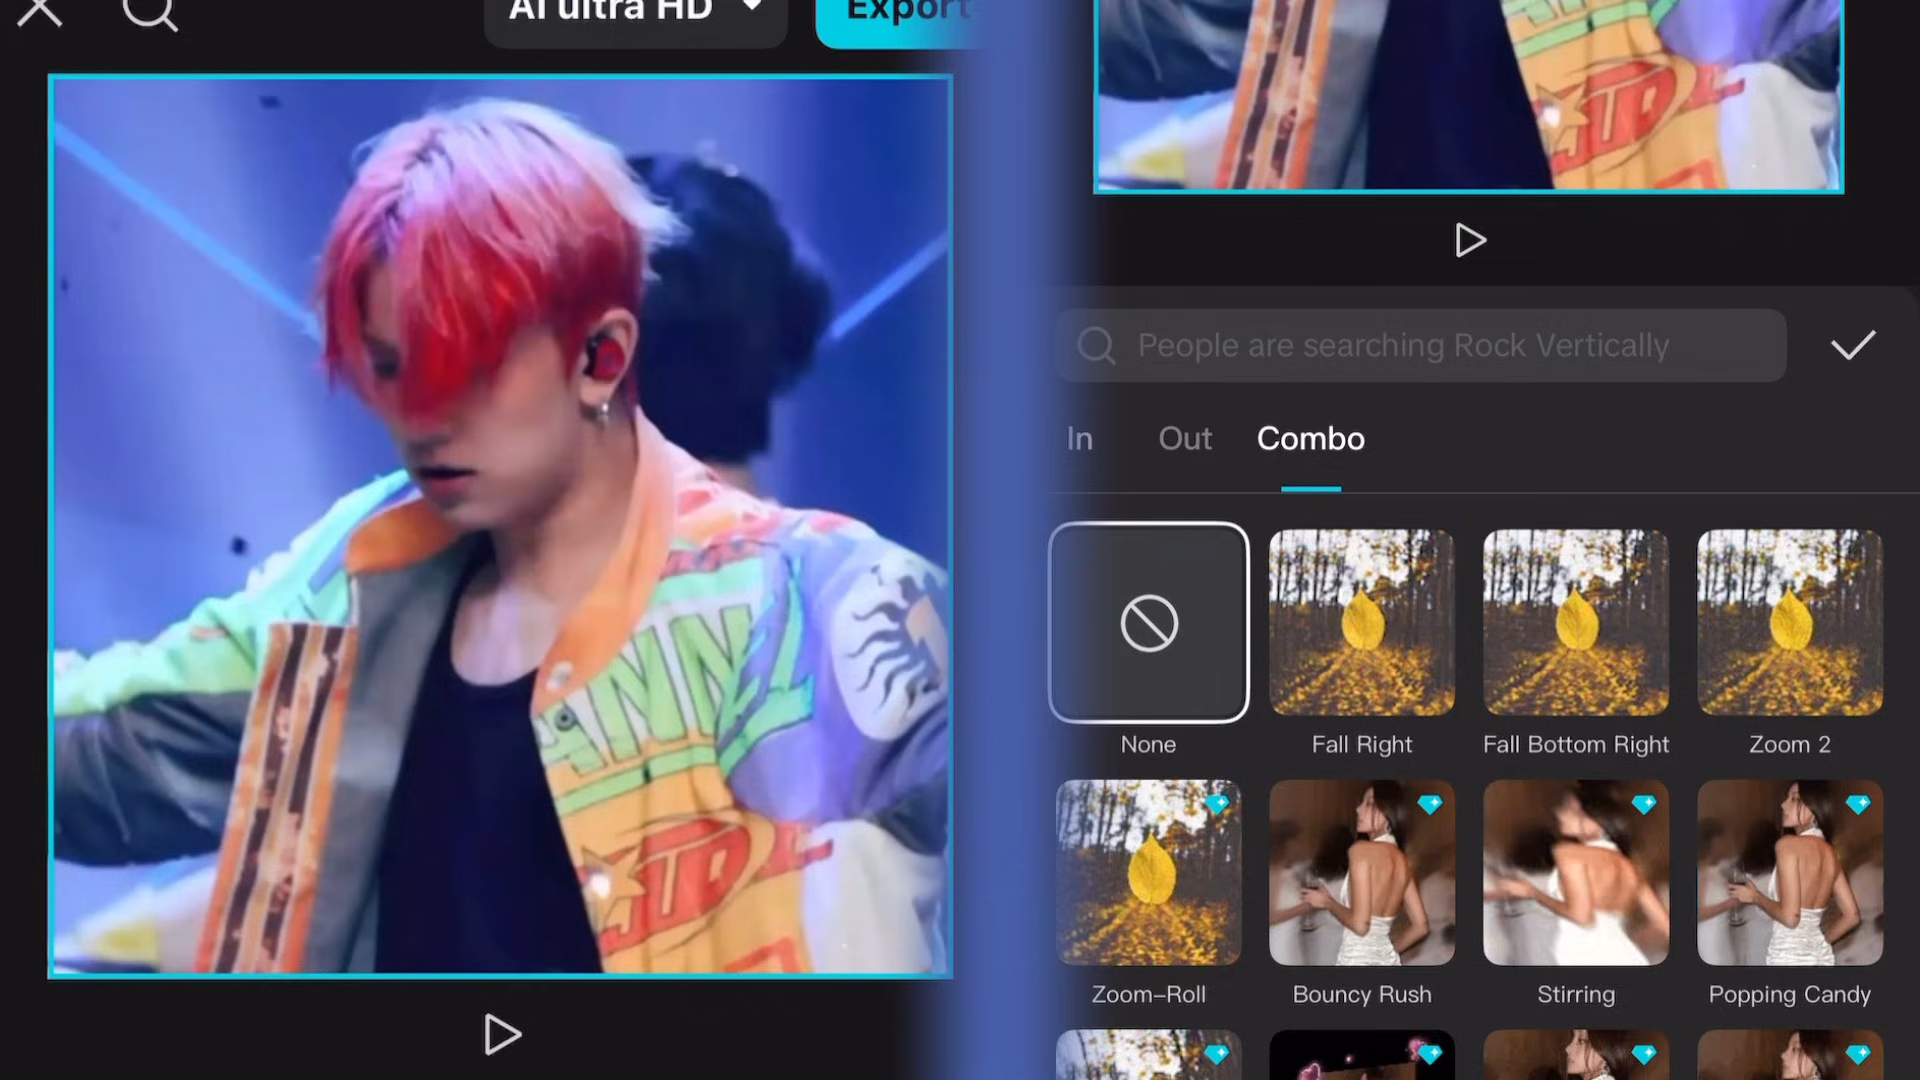 AI ultra HD
Export
People are searching Rock Vertically
In
Out
Combo
None
Fall Right
Fall Bottom Right
Zoom 2
Zoom-Roll
Bouncy Rush
Stirring
Popping Candy